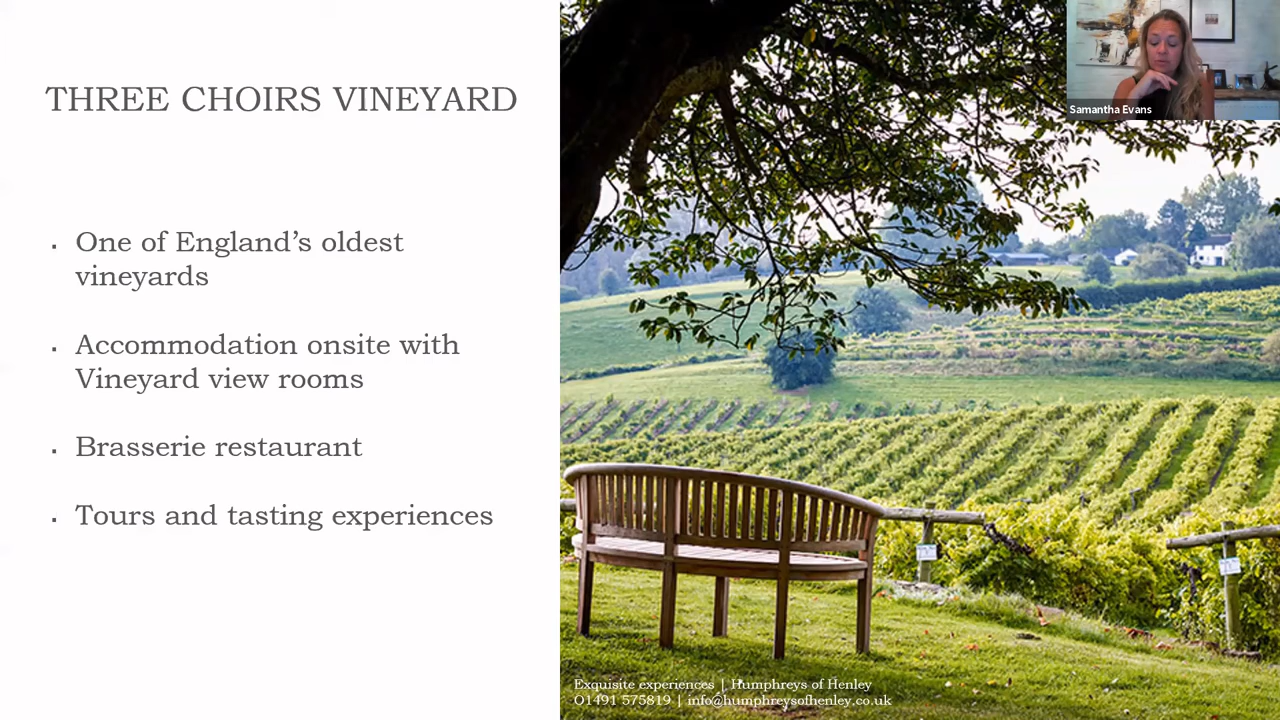 THREE CHOIRS VINEYARD
▪ One of England’s oldest
vineyards
▪ Accommodation onsite with
Vineyard view rooms
▪ Brasserie restaurant
▪ Tours and tasting experiences
Samantha Evans
Exquisite experiences | Humphreys of Henley
O1491 575819 | info@humphreysofhenley.co.uk